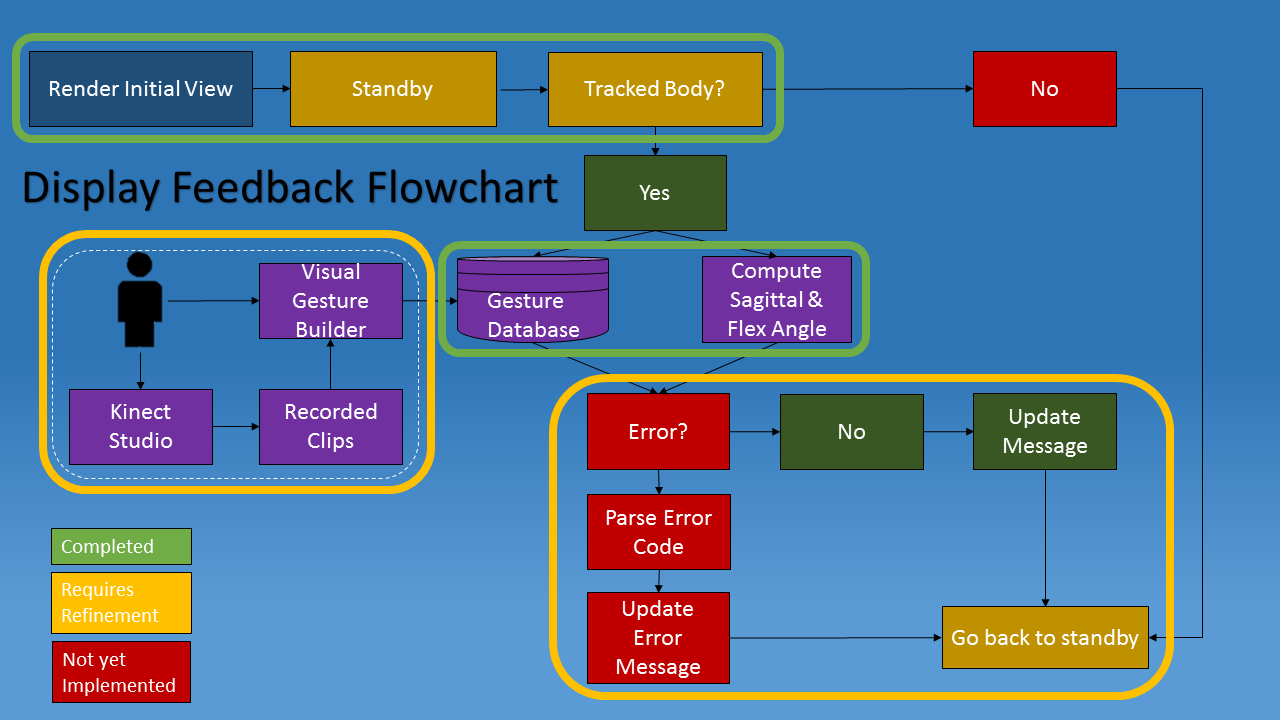 Render Initial View
Standby
Tracked Body?
No
Display Feedback Flowchart
Yes
Visual
Gesture
Builder
Gesture
Database
Compute
Sagittal &
Flex Angle
Kinect
Studio
Recorded
Clips
Error?
No
Update
Message
Parse Error
Code
Update
Error
Message
Go back to standby
Completed
Requires
Refinement
Not yet
Implemented